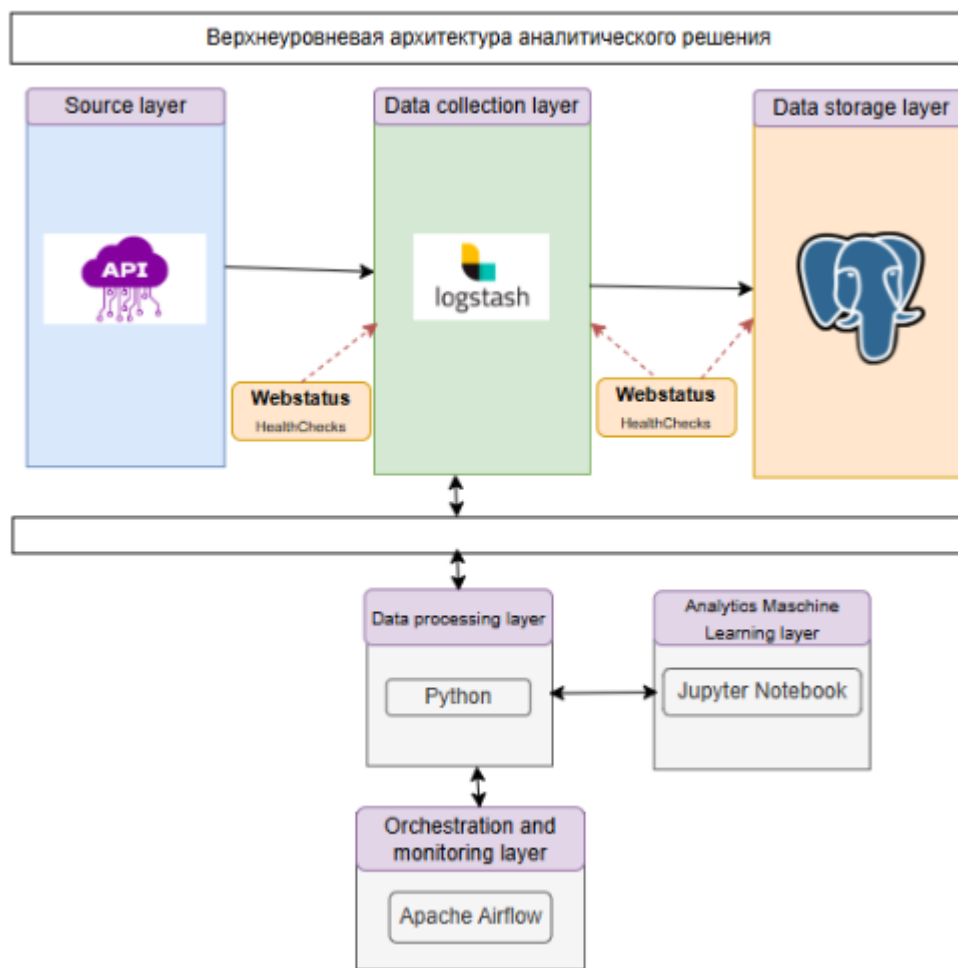 Верхнеуровневая архитектура аналитического решения
Source layer
Data collection layer
Data storage layer
API
logstash
Webstatus
HealthChecks
Webstatus
HealthChecks
Data processing layer
Analytics Maschine
Learning layer
Python
Jupyter Notebook
Orchestration and
monitoring layer
Apache Airflow